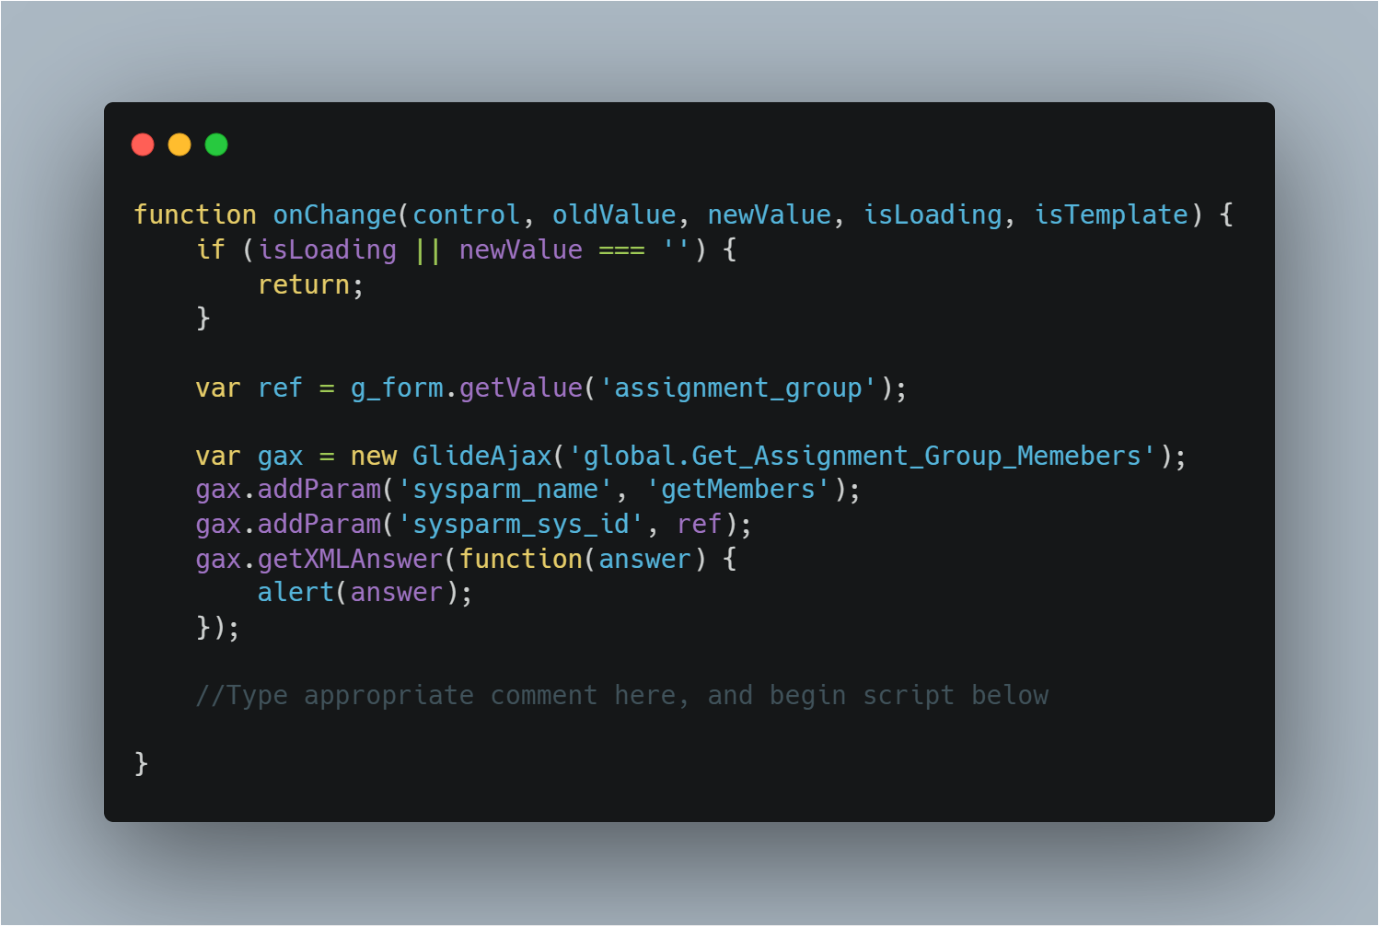 function onChange(control, oldValue, newValue, isLoading, isTemplate) {
    if (isLoading || newValue === '') {
        return;
    }

    var ref = g_form.getValue('assignment_group');

    var gax = new GlideAjax('global.Get_Assignment_Group_Memebers');
    gax.addParam('sysparm_name', 'getMembers');
    gax.addParam('sysparm_sys_id', ref);
    gax.getXMLAnswer(function(answer) {
        alert(answer);
    });

    //Type appropriate comment here, and begin script below

}